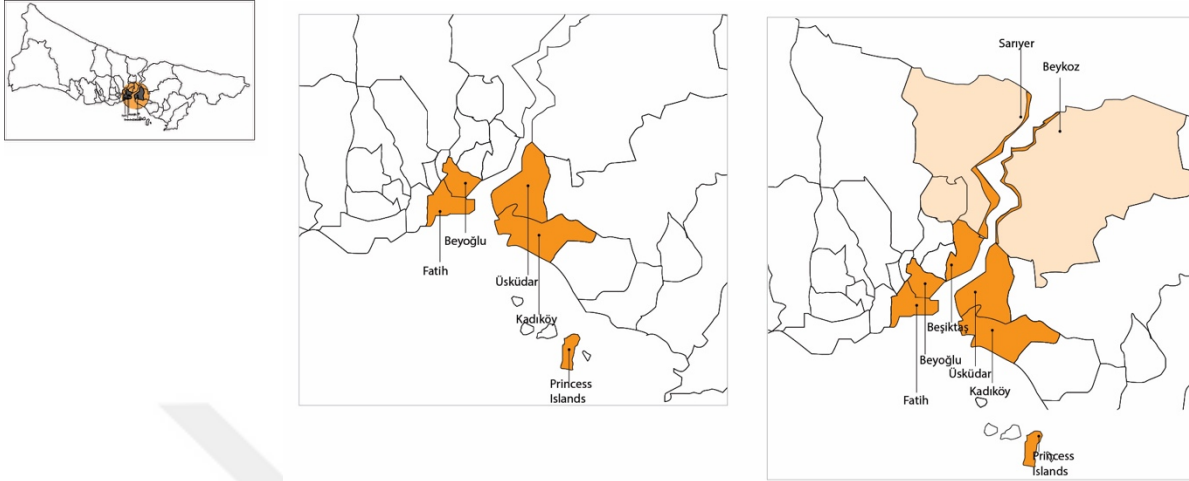 Beyoğlu
Fatih
Üsküdar
Kadıköy
Princess
Islands
Sarıyer
Beykoz
Beşiktaş
Beyoğlu
Üsküdar
Kadıköy
Fatih
Princess
Islands